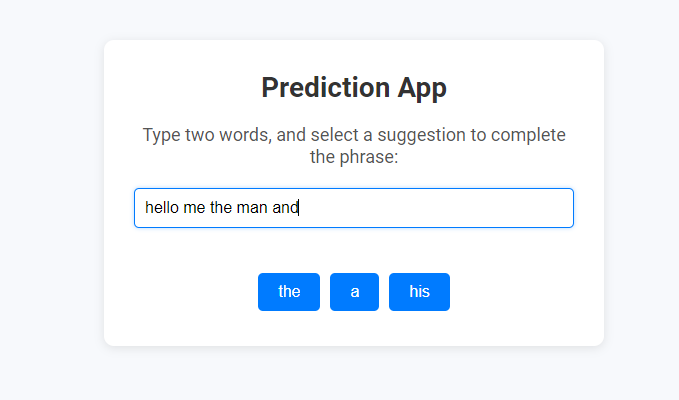 Prediction App
Type two words, and select a suggestion to complete
the phrase:
hello me the man and
the a his